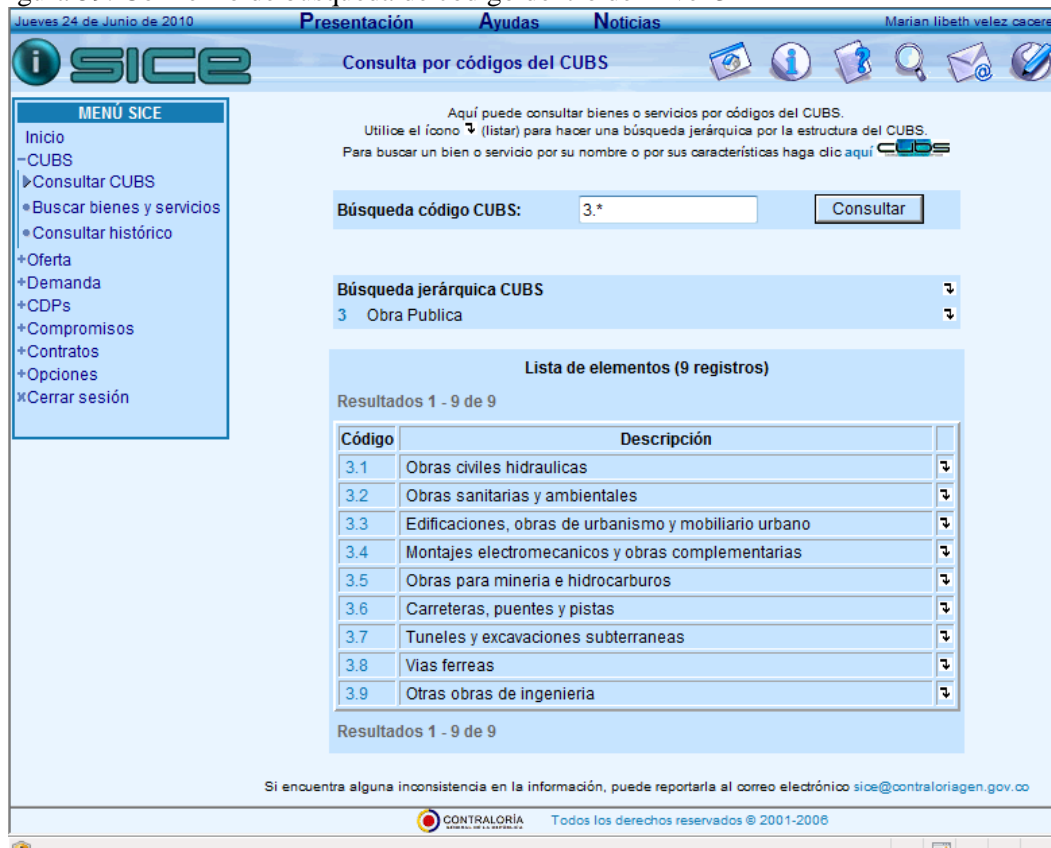 Jueves 24 de Junio de 2010 Presentación Ayudas Noticias Marian libeth velez cacere
i SICE Consulta por códigos del CUBS
MENÚ SICE
Inicio
-CUBS
Consultar CUBS
Buscar bienes y servicios
Consultar histórico
+Oferta
+Demanda
+CDPs
+Compromisos
+Contratos
+Opciones
xCerrar sesión
Aquí puede consultar bienes o servicios por códigos del CUBS.
Utilice el ícono ↴ (listar) para hacer una búsqueda jerárquica por la estructura del CUBS.
Para buscar un bien o servicio por su nombre o por sus características haga clic aquí CUBS
Búsqueda código CUBS: 3.* Consultar
Búsqueda jerárquica CUBS
3 Obra Publica
Lista de elementos (9 registros)
Resultados 1 - 9 de 9
Código Descripción
3.1 Obras civiles hidraulicas
3.2 Obras sanitarias y ambientales
3.3 Edificaciones, obras de urbanismo y mobiliario urbano
3.4 Montajes electromecanicos y obras complementarias
3.5 Obras para mineria e hidrocarburos
3.6 Carreteras, puentes y pistas
3.7 Tuneles y excavaciones subterraneas
3.8 Vias ferreas
3.9 Otras obras de ingenieria
Resultados 1 - 9 de 9
Si encuentra alguna inconsistencia en la información, puede reportarla al correo electrónico sice@contraloriagen.gov.co
CONTRALORÍA
GENERAL DE LA REPÚBLICA
Todos los derechos reservados © 2001-2006